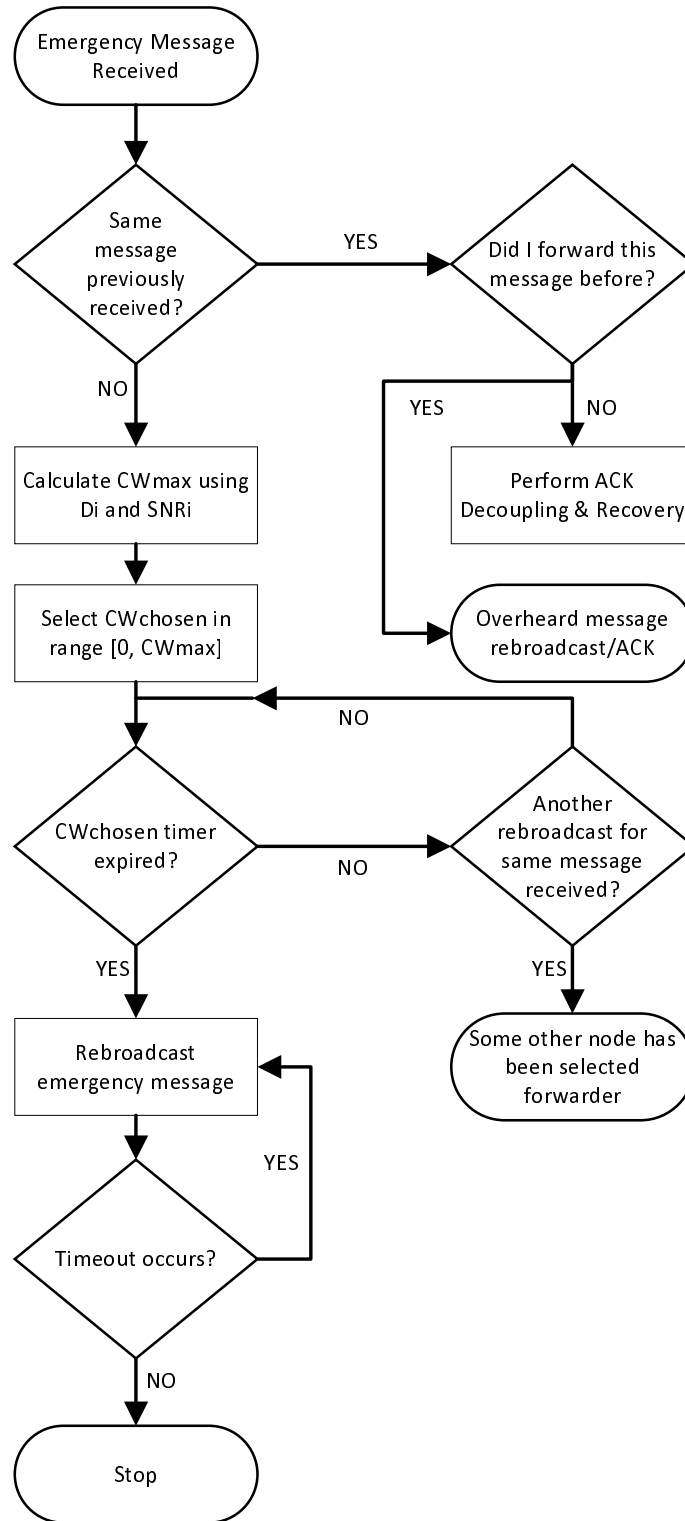 Emergency Message
Received
Same
message
previously
received?
YES
Did I forward this
message before?
NO
YES
NO
Calculate CWmax using
Di and SNRi
Perform ACK
Decoupling & Recovery
Select CWchosen in
range [0, CWmax]
Overheard message
rebroadcast/ACK
NO
CWchosen timer
expired?
NO
Another
rebroadcast for
same message
received?
YES
YES
Rebroadcast
emergency message
Some other node has
been selected
forwarder
YES
Timeout occurs?
NO
Stop